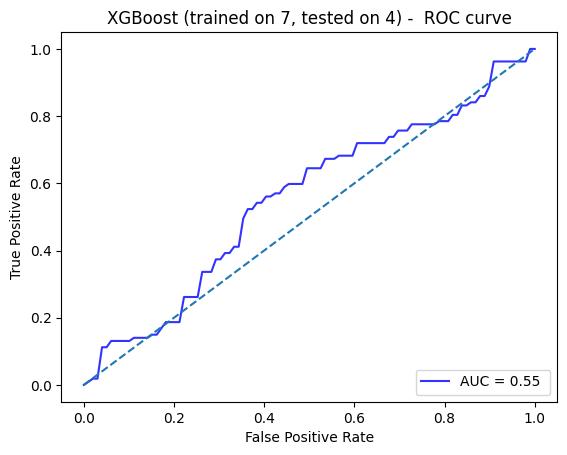 XGBoost (trained on 7, tested on 4) -  ROC curve
1.0
0.8
0.6
0.4
0.2
0.0
True Positive Rate
AUC = 0.55
0.0 0.2 0.4 0.6 0.8 1.0
False Positive Rate